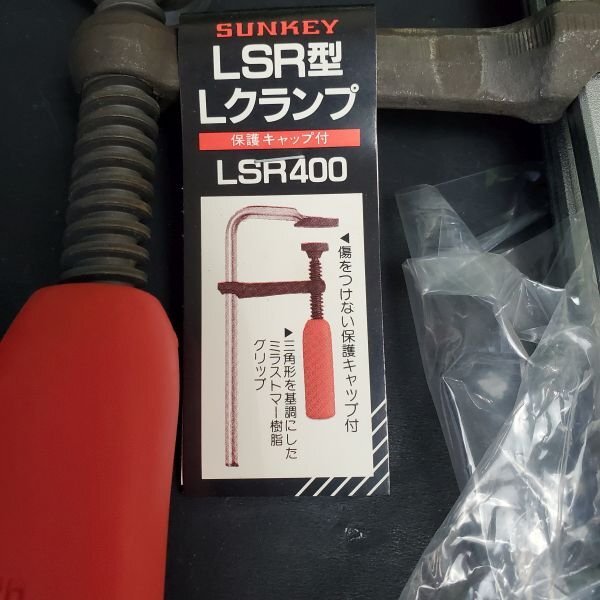 SUNKEY
LSR型
Lクランプ
保護キャップ付
LSR400
◀傷をつけない保護キャップ付
▶三角形を基調にした
ミラストマー樹脂
グリップ